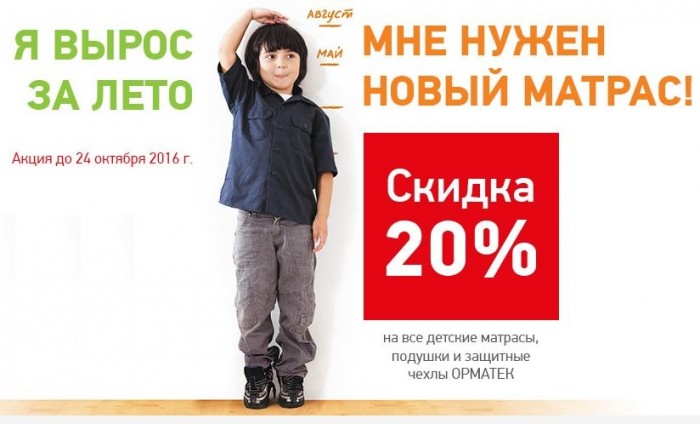 Я ВЫРОС
ЗА ЛЕТО
Акция до 24 октября 2016 г.
АВГУСТ
МАЙ
МНЕ НУЖЕН
НОВЫЙ МАТРАС!
Скидка
20%
на все детские матрасы,
подушки и защитные
чехлы ОРМАТЕК